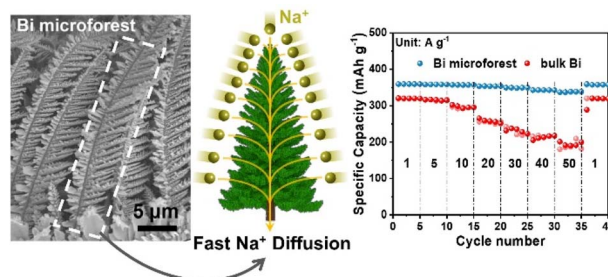 Bi microforest
5 µm
Na⁺
Fast Na⁺ Diffusion
Unit: A g⁻¹
Bi microforest
bulk Bi
Specific Capacity (mAh g⁻¹)
400
300
200
100
0
1
5
10
20
30
40
50
1
0
5
10
15
20
25
30
35
40
Cycle number